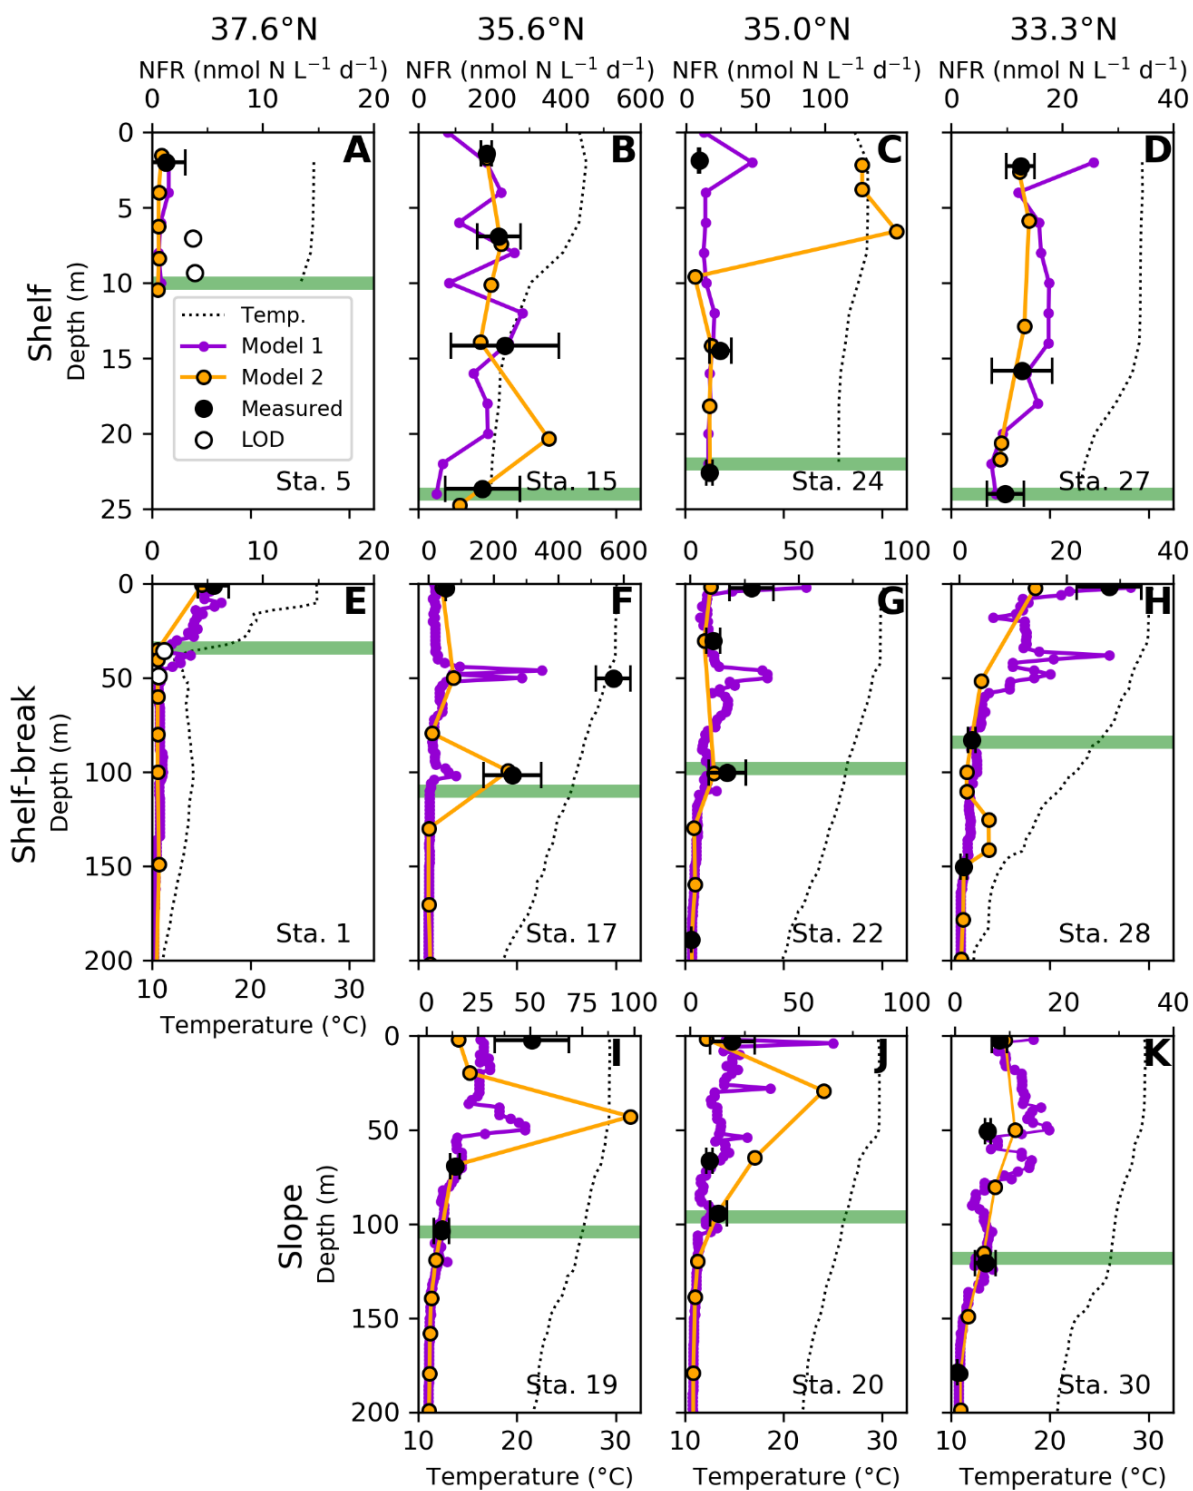 37.6°N 35.6°N 35.0°N 33.3°N
NFR (nmol N L⁻¹ d⁻¹) NFR (nmol N L⁻¹ d⁻¹) NFR (nmol N L⁻¹ d⁻¹) NFR (nmol N L⁻¹ d⁻¹)
0 10 20 0 200 400 600 0 50 100 0 20 40
A B C D
0
5
10
15
20
25
Shelf
Depth (m)
Temp.
Model 1
Model 2
Measured
LOD
Sta. 5 Sta. 15 Sta. 24 Sta. 27
0 10 20 0 200 400 600 0 50 100 0 20 40
E F G H
0
50
100
150
200
Shelf-break
Depth (m)
Sta. 1 Sta. 17 Sta. 22 Sta. 28
10 20 30
Temperature (°C)
0 25 50 75 100 0 50 100 0 20 40
I J K
0
50
100
150
200
Slope
Depth (m)
Sta. 19 Sta. 20 Sta. 30
10 20 30 10 20 30 10 20 30
Temperature (°C) Temperature (°C) Temperature (°C)